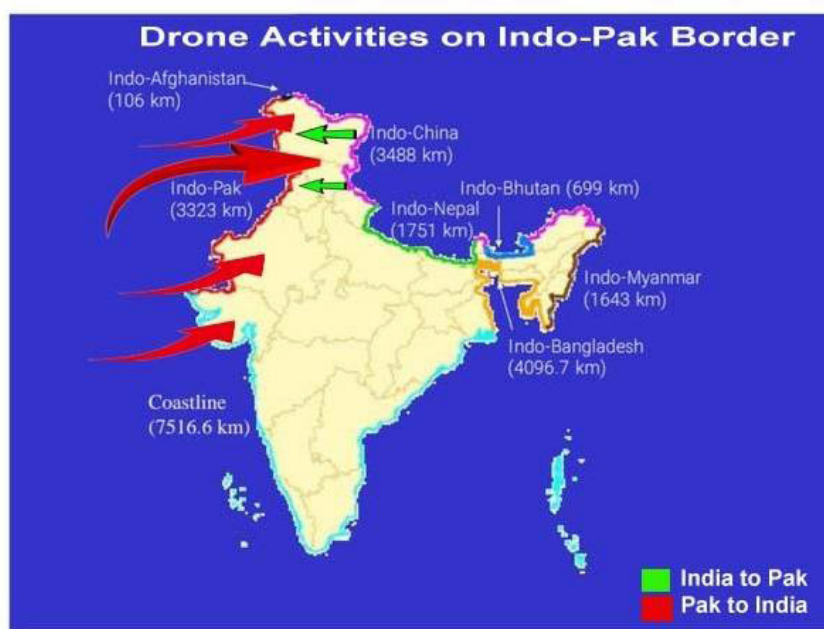 Drone Activities on Indo-Pak Border
Indo-Afghanistan
(106 km)
Indo-China
(3488 km)
Indo-Pak
(3323 km)
Indo-Bhutan (699 km)
Indo-Nepal
(1751 km)
Indo-Myanmar
(1643 km)
Indo-Bangladesh
(4096.7 km)
Coastline
(7516.6 km)
India to Pak
Pak to India